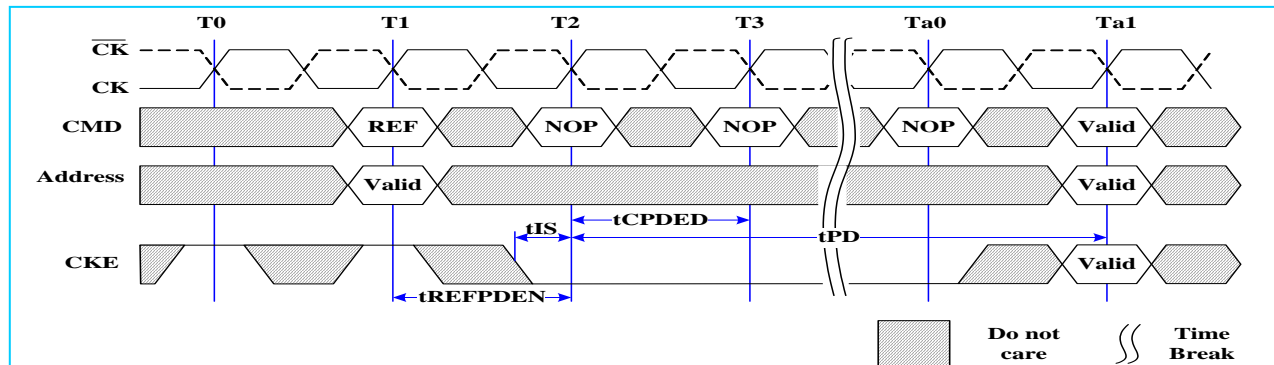 T0 T1 T2 T3 Ta0 Ta1
CK
CK
CMD REF NOP NOP NOP Valid
Address Valid Valid
tIS tCPDED
tPD
CKE Valid
tREFPDEN
Do not care
Time Break